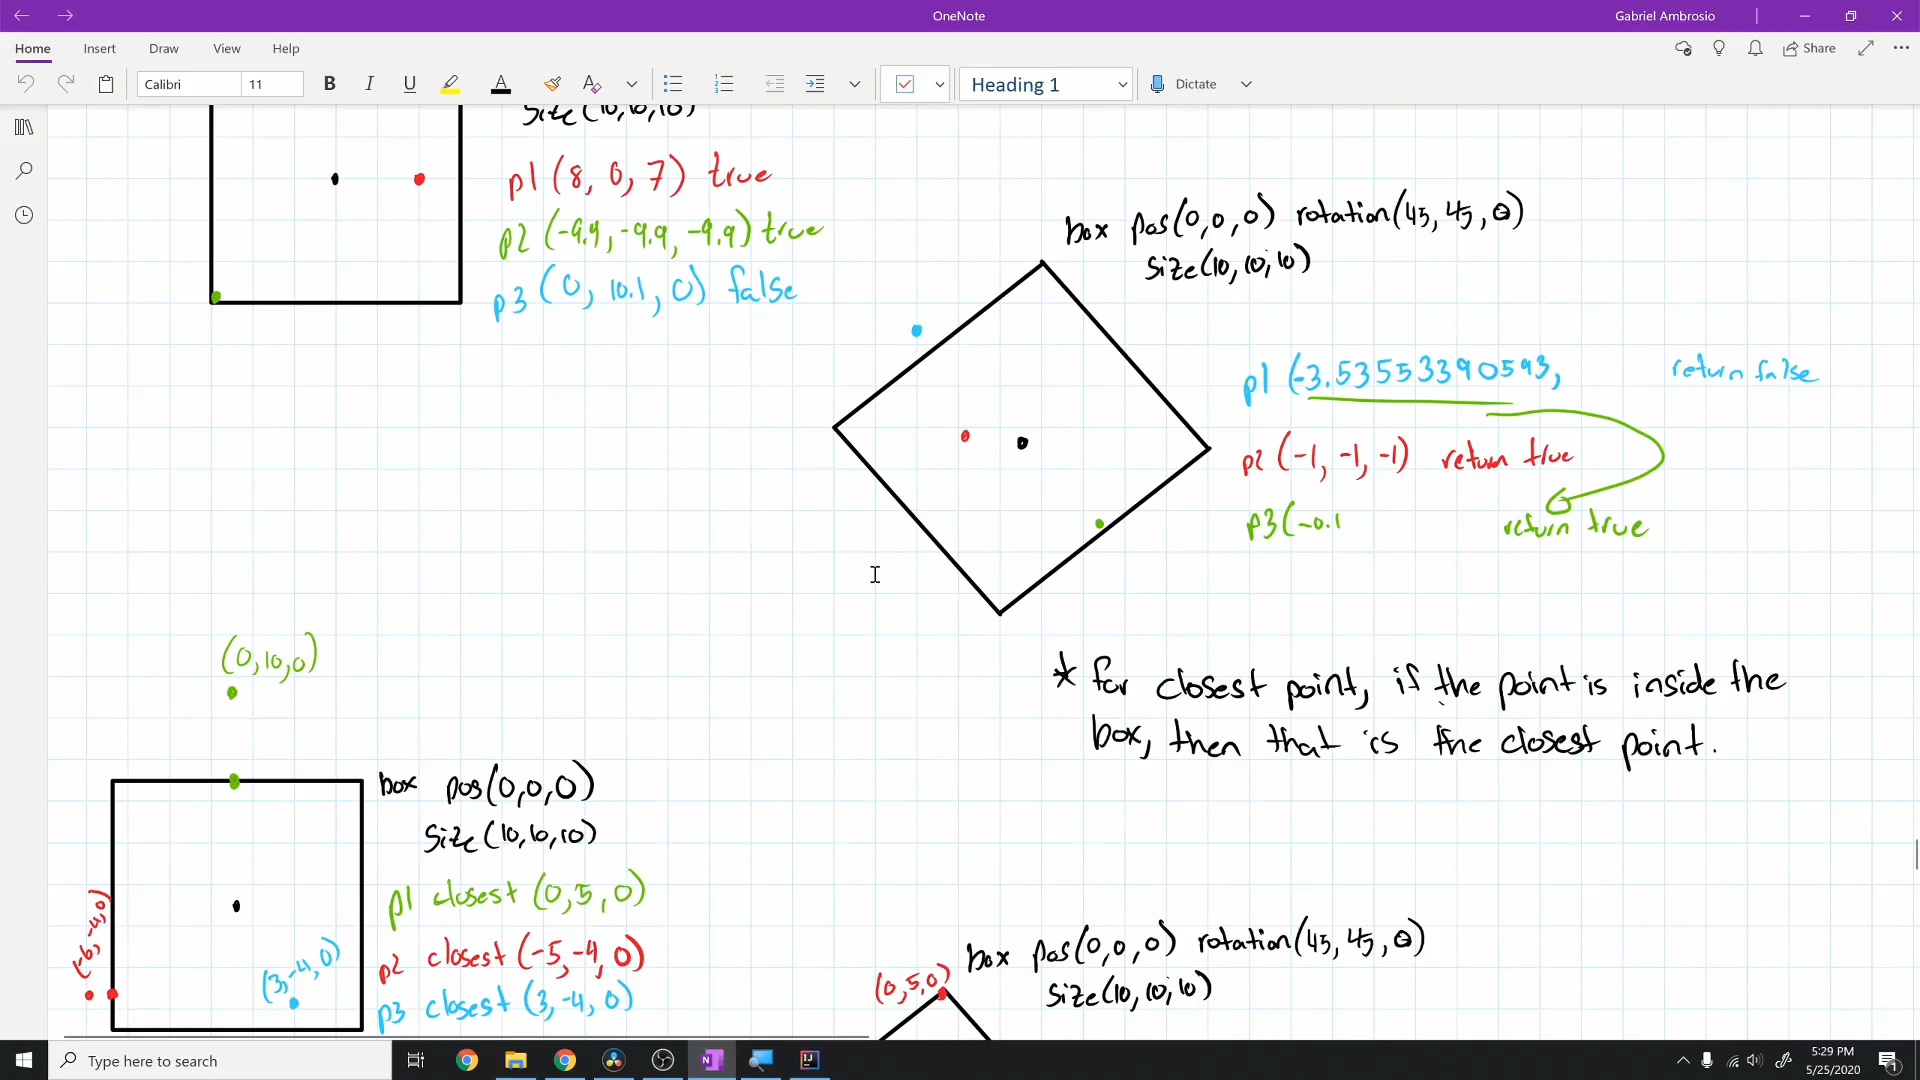 OneNote
Gabriel Ambrosio
Home Insert Draw View Help
Share
Calibri 11 B I U A Heading 1 Dictate
Size (10,10,10)
p1 (8, 0, 7) true
p2 (-9.9, -9.9, -9.9) true
p3 (0, 10.1, 0) false
box pos(0,0,0) rotation(45, 45, 0)
Size(10, 10, 10)
p1 (-3.53553390593, return false
p2 (-1, -1, -1) return true
p3(-0.1 return true
* for closest point, if the point is inside the
box, then that is the closest point.
(0,10,0)
box pos(0,0,0)
Size (10,10,10)
p1 closest (0,5,0)
p2 closest (-5,-4,0)
p3 closest (3,-4,0)
(-6,-4,0)
(3,-4,0)
box pos(0,0,0) rotation(45, 45, 0)
Size(10, 10, 10)
(0,5,0)
Type here to search
5:29 PM
5/25/2020
1